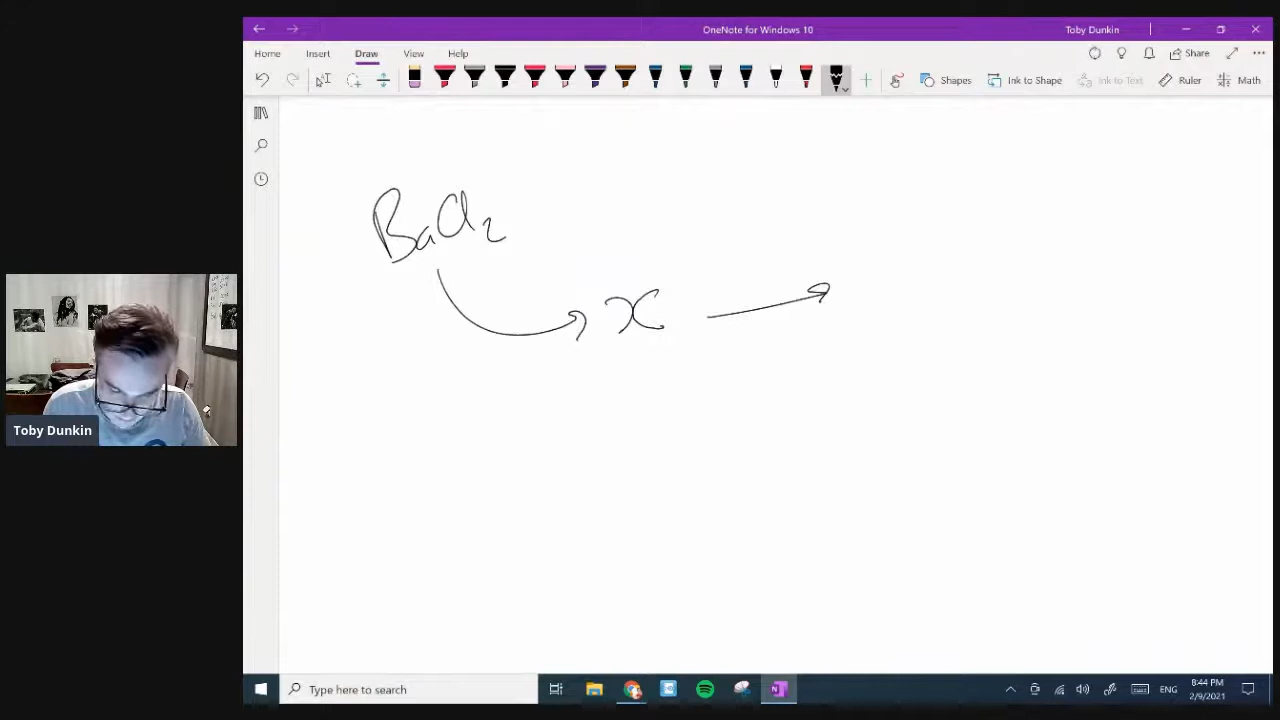 OneNote for Windows 10
Toby Dunkin
Home Insert Draw View Help
Share
Shapes Ink to Shape Ink to Text Ruler Math
BaCl2
x
Toby Dunkin
Type here to search
ENG
8:44 PM
2/9/2021